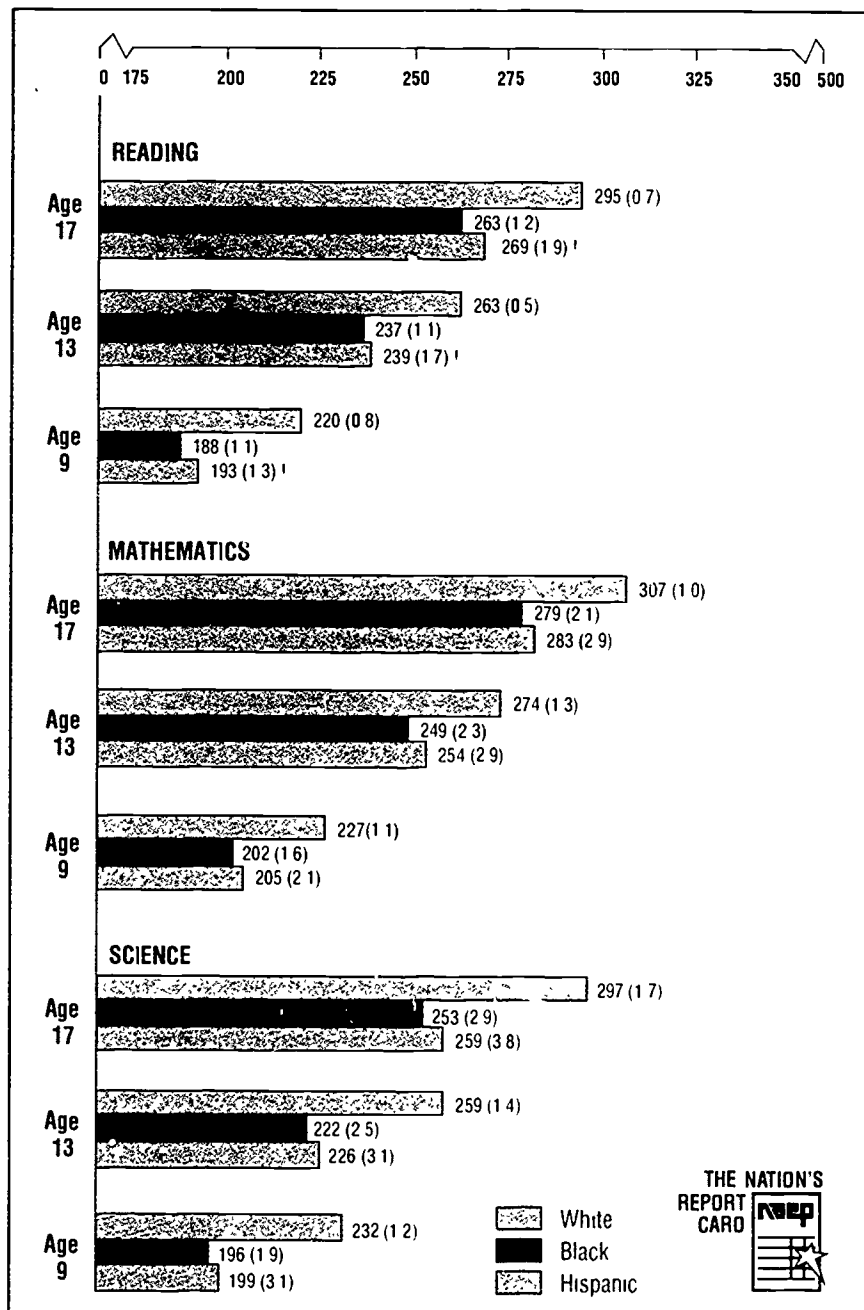 0 175 200 225 250 275 300 325 350 500
READING
Age
17
295 (0 7)
263 (1 2)
269 (1 9) !
Age
13
263 (0 5)
237 (1 1)
239 (1 7) !
Age
9
220 (0 8)
188 (1 1)
193 (1 3) !
MATHEMATICS
Age
17
307 (1 0)
279 (2 1)
283 (2 9)
Age
13
274 (1 3)
249 (2 3)
254 (2 9)
Age
9
227 (1 1)
202 (1 6)
205 (2 1)
SCIENCE
Age
17
297 (1 7)
253 (2 9)
259 (3 8)
Age
13
259 (1 4)
222 (2 5)
226 (3 1)
Age
9
232 (1 2)
196 (1 9)
199 (3 1)
White
Black
Hispanic
THE NATION'S
REPORT
CARD
naep